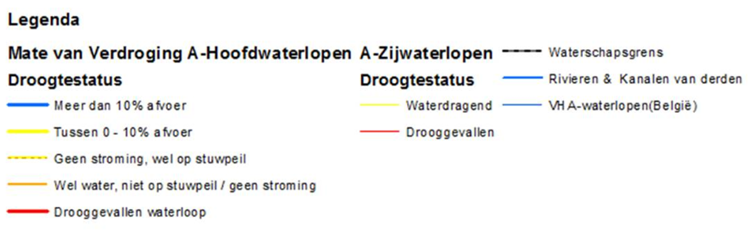 Legenda
Mate van Verdroging A-Hoofdwaterlopen
Droogtestatus
Meer dan 10% afvoer
Tussen 0 - 10% afvoer
Geen stroming, wel op stuwpeil
Wel water, niet op stuwpeil / geen stroming
Drooggevallen waterloop
A-Zijwaterlopen
Droogtestatus
Waterdragend
Drooggevallen
Waterschapsgrens
Rivieren & Kanalen van derden
VHA-waterlopen(België)